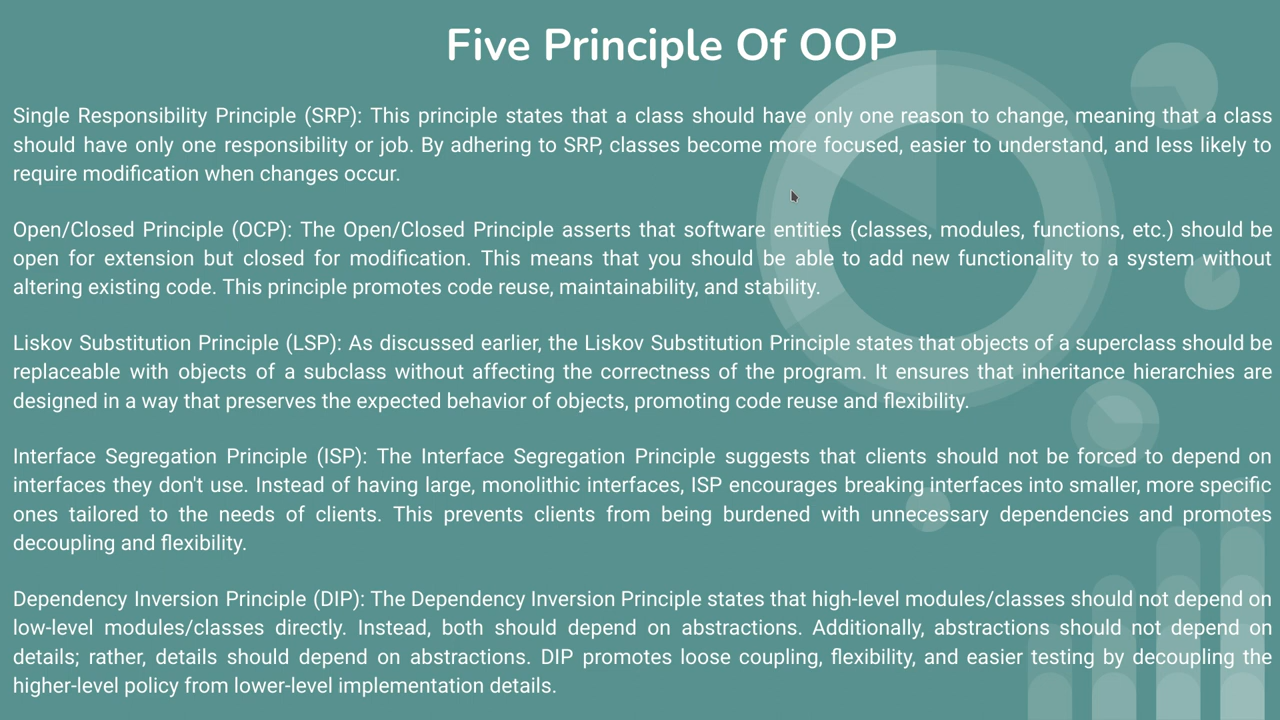 Five Principle Of OOP
Single Responsibility Principle (SRP): This principle states that a class should have only one reason to change, meaning that a class
should have only one responsibility or job. By adhering to SRP, classes become more focused, easier to understand, and less likely to
require modification when changes occur.
Open/Closed Principle (OCP): The Open/Closed Principle asserts that software entities (classes, modules, functions, etc.) should be
open for extension but closed for modification. This means that you should be able to add new functionality to a system without
altering existing code. This principle promotes code reuse, maintainability, and stability.
Liskov Substitution Principle (LSP): As discussed earlier, the Liskov Substitution Principle states that objects of a superclass should be
replaceable with objects of a subclass without affecting the correctness of the program. It ensures that inheritance hierarchies are
designed in a way that preserves the expected behavior of objects, promoting code reuse and flexibility.
Interface Segregation Principle (ISP): The Interface Segregation Principle suggests that clients should not be forced to depend on
interfaces they don't use. Instead of having large, monolithic interfaces, ISP encourages breaking interfaces into smaller, more specific
ones tailored to the needs of clients. This prevents clients from being burdened with unnecessary dependencies and promotes
decoupling and flexibility.
Dependency Inversion Principle (DIP): The Dependency Inversion Principle states that high-level modules/classes should not depend on
low-level modules/classes directly. Instead, both should depend on abstractions. Additionally, abstractions should not depend on
details; rather, details should depend on abstractions. DIP promotes loose coupling, flexibility, and easier testing by decoupling the
higher-level policy from lower-level implementation details.